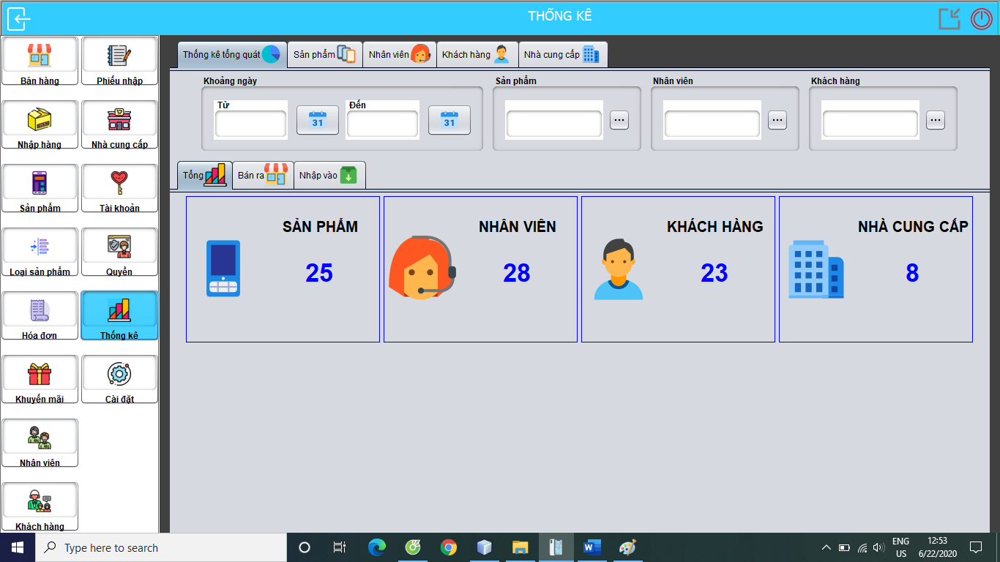 THỐNG KÊ
Bán hàng
Phiếu nhập
Nhập hàng
Nhà cung cấp
Sản phẩm
Tài khoản
Loại sản phẩm
Quyền
Hóa đơn
Thống kê
Khuyến mãi
Cài đặt
Nhân viên
Khách hàng
Thống kê tổng quát
Sản phẩm
Nhân viên
Khách hàng
Nhà cung cấp
Khoảng ngày
Sản phẩm
Nhân viên
Khách hàng
Từ
31
Đến
31
...
...
...
Tổng
Bán ra
Nhập vào
SẢN PHẨM
25
NHÂN VIÊN
28
KHÁCH HÀNG
23
NHÀ CUNG CẤP
8
Type here to search
ENG
US
12:53
6/22/2020